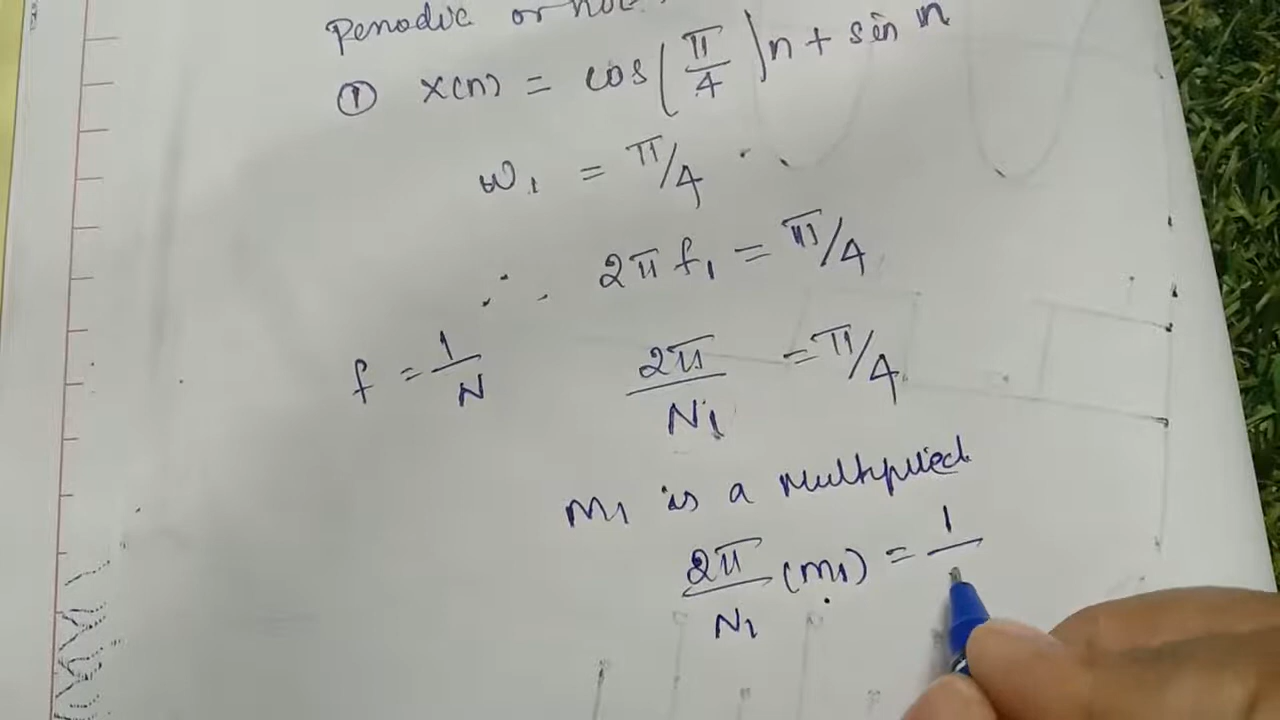 Periodic or not.
① x(n) = cos(π/4)n + sin n
ω₁ = π/4
∴ 2π f₁ = π/4
f = 1/N 2π/N₁ = π/4
m₁ is a Multiplied
2π/N₁ (m₁) = 1/